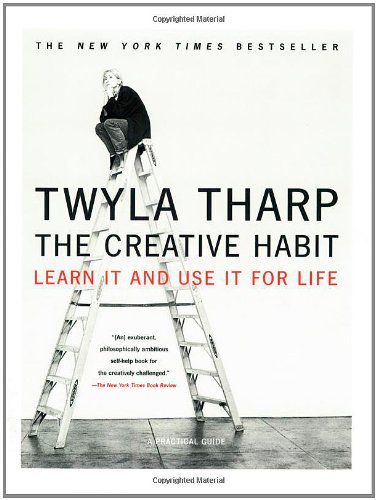 Copyrighted Material
THE NEW YORK TIMES BESTSELLER
TWYLA THARP
THE CREATIVE HABIT
LEARN IT AND USE IT FOR LIFE
"[An] exuberant,
philosophically ambitious
self-help book for
the creatively challenged."
—The New York Times Book Review
A PRACTICAL GUIDE
Copyrighted Material